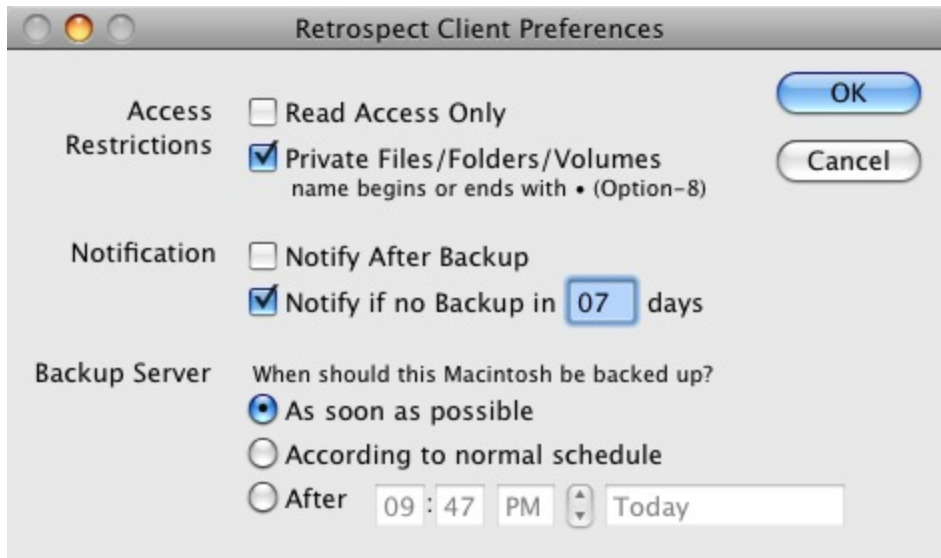 Retrospect Client Preferences
Access Restrictions
Read Access Only
Private Files/Folders/Volumes
name begins or ends with • (Option-8)
OK
Cancel
Notification
Notify After Backup
Notify if no Backup in 07 days
Backup Server
When should this Macintosh be backed up?
As soon as possible
According to normal schedule
After 09 : 47 PM Today